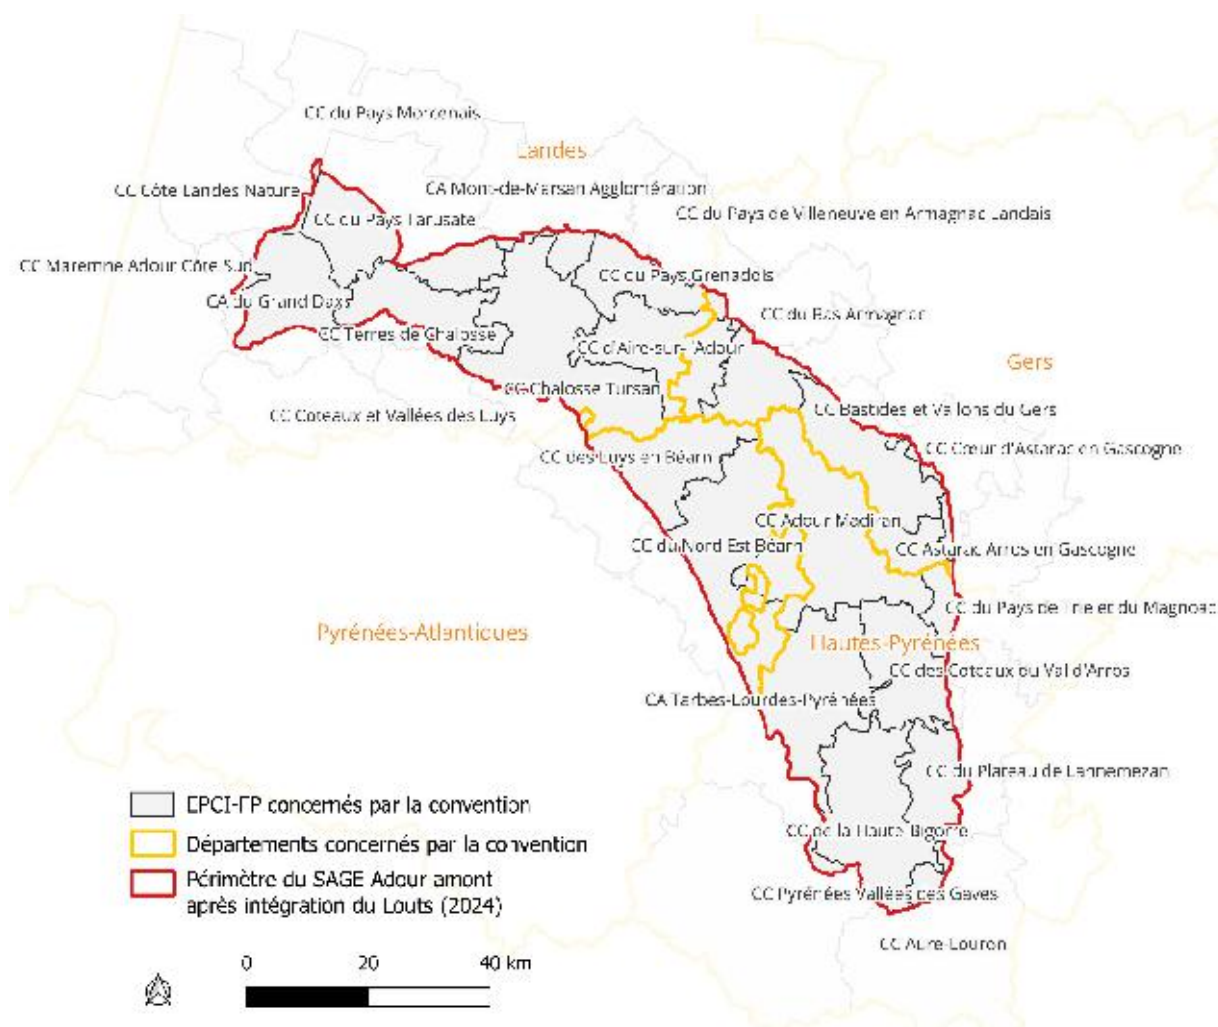 CC du Pays Morcenais
Landes
CC Côte Landes Nature
CA Mont-de-Marsan Agglomération
CC du Pays Tarusate
CC du Pays de Villeneuve en Armagnac Landais
CC Maremne Adour Côte Sud
CC du Pays Grenadois
CA du Grand Dax
CC du Bas Armagnac
CC Terres de Chalosse
CC d'Aire-sur-l'Adour
Gers
CC Chalosse Tursan
CC Coteaux et Vallées des Luys
CC Bastides et Vallons du Gers
CC des Luys en Béarn
CC Cœur d'Astarac en Gascogne
CC Adour Madiran
CC du Nord Est Béarn
CC Astarac Arros en Gascogne
CC du Pays de Trie et du Magnoac
Pyrénées-Atlantiques
Hautes-Pyrénées
CC des Coteaux du Val d'Arros
CA Tarbes-Lourdes-Pyrénées
CC du Plateau de Lannemezan
EPCI-FP concernés par la convention
CC de la Haute-Bigorre
Départements concernés par la convention
Périmètre du SAGE Adour amont
après intégration du Louts (2024)
CC Pyrénées Vallées des Gaves
CC Aure-Louron
0 20 40 km